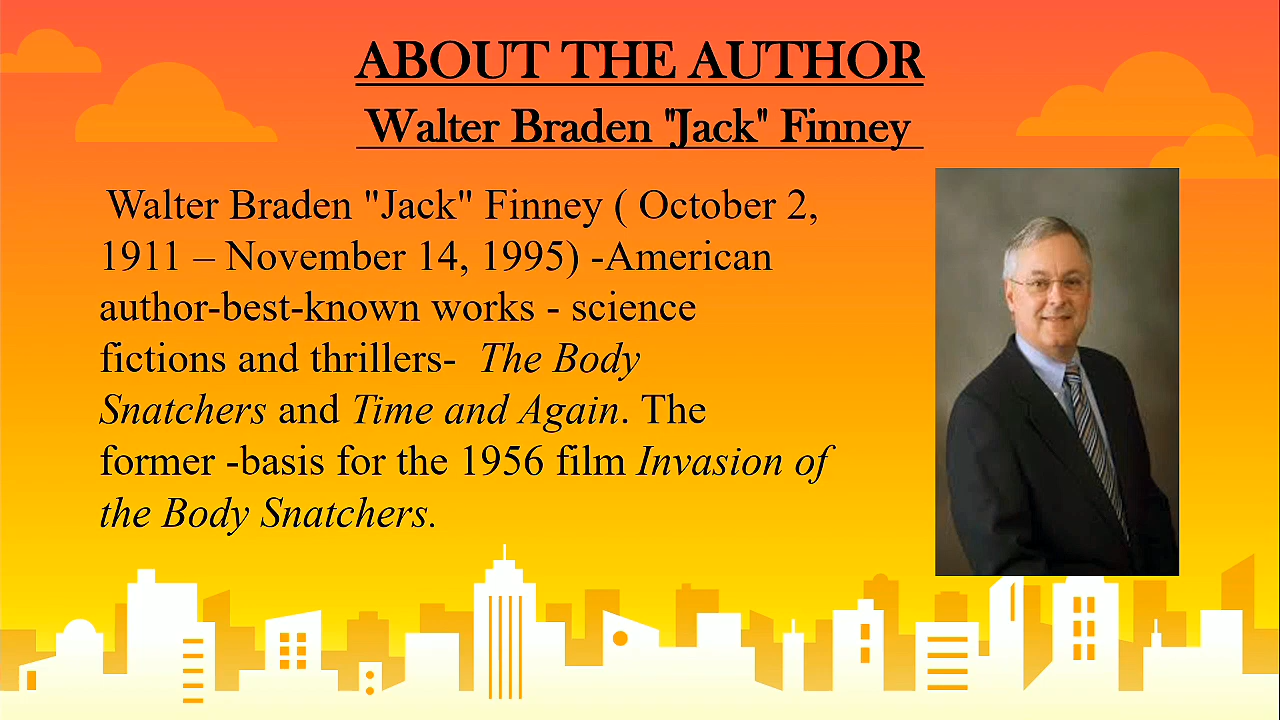 ABOUT THE AUTHOR
Walter Braden "Jack" Finney
Walter Braden "Jack" Finney ( October 2,
1911 – November 14, 1995) -American
author-best-known works - science
fictions and thrillers- The Body
Snatchers and Time and Again. The
former -basis for the 1956 film Invasion of
the Body Snatchers.